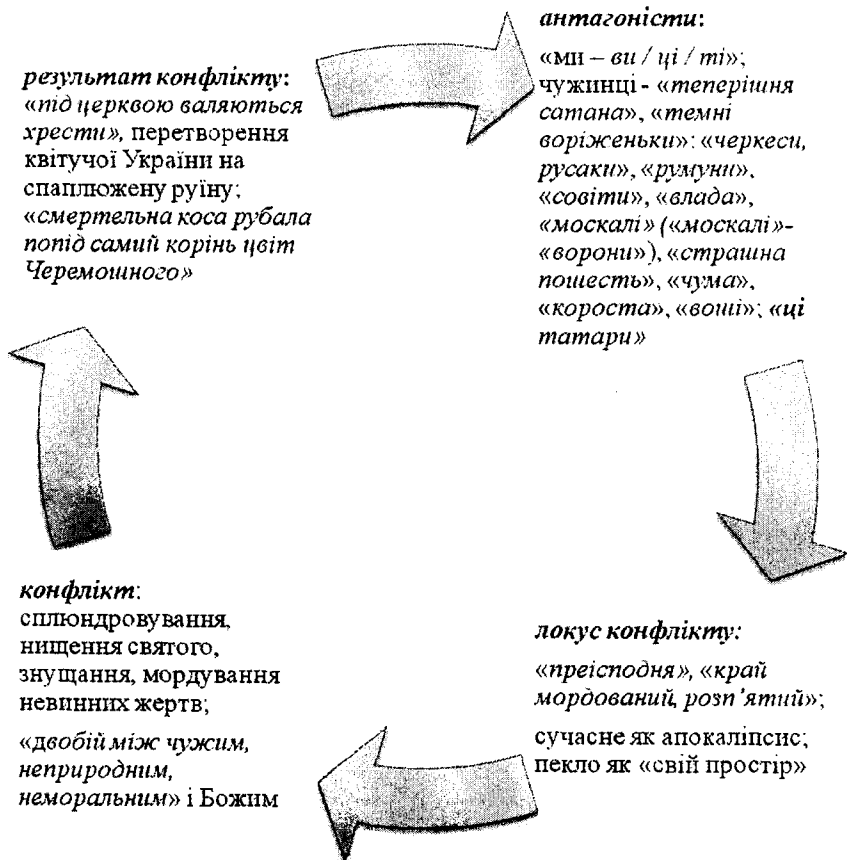 антагоністи:
«ми – ви / ці / ті»;
чужинці - «теперішня
сатана», «темні
воріженьки»: «черкеси,
русаки», «румуни»,
«совіти», «влада»,
«москалі» («москалі»-
«ворони»), «страшна
пошесть», «чума»,
«короста», «воші»; «ці
татари»
локус конфлікту:
«преісподня», «край
мордований, розп'ятий»;
сучасне як апокаліпсис;
пекло як «свій простір»
конфлікт:
сплюндровування,
нищення святого,
знущання, мордування
невинних жертв;
«двобій між чужим,
неприродним,
неморальним» і Божим
результат конфлікту:
«під церквою валяються
хрести», перетворення
квітучої України на
спаплюжену руїну;
«смертельна коса рубала
попід самий корінь цвіт
Черемошного»